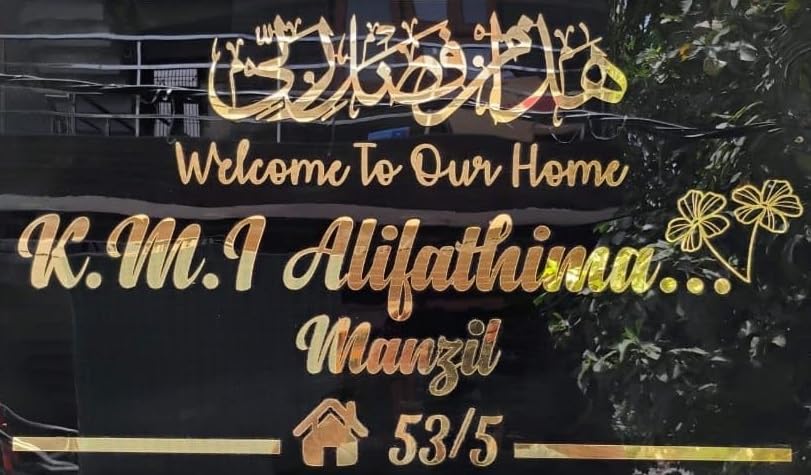 هذا من فضل ربي
Welcome To Our Home
K.M.I Alifathima...
Manzil
53/5